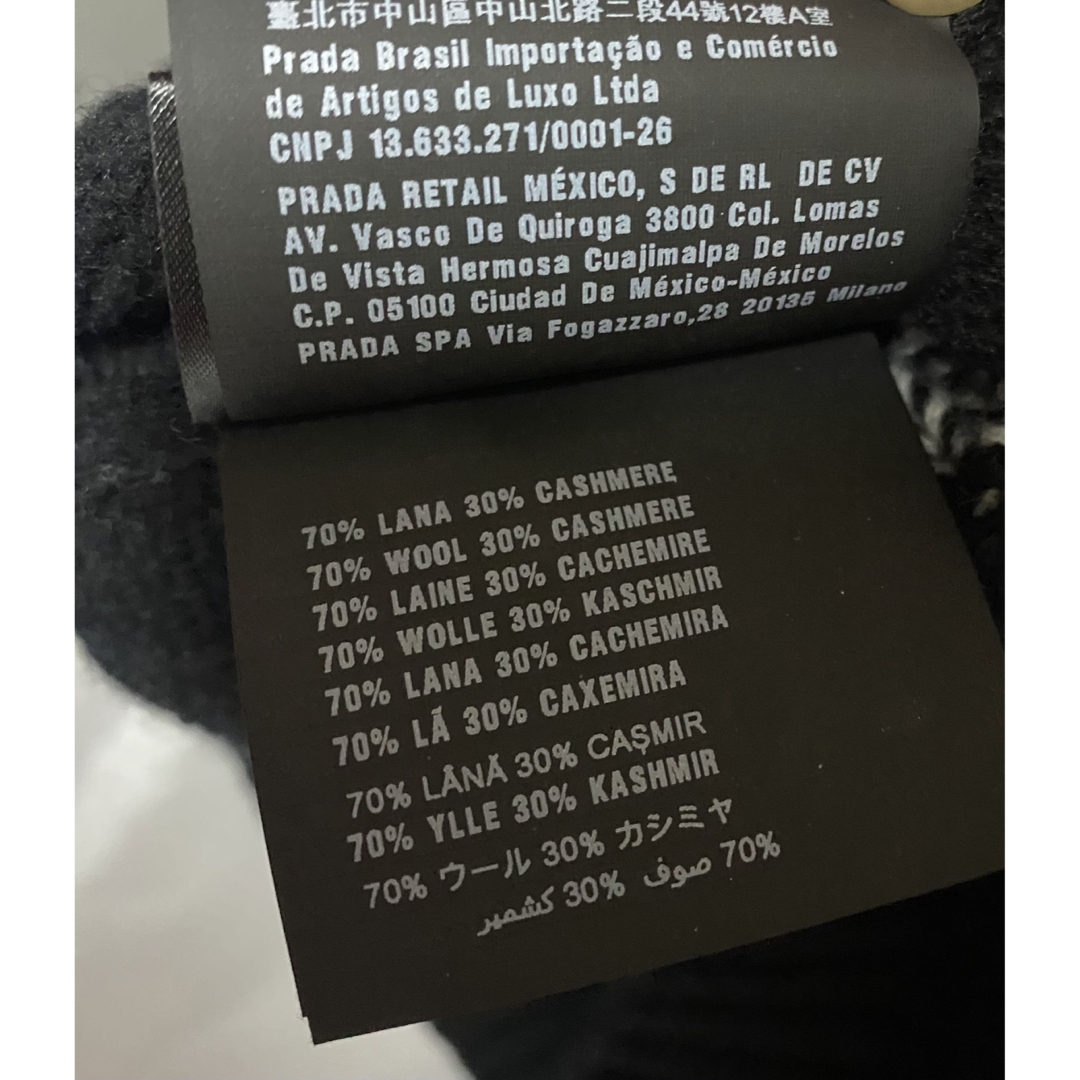 臺北市中山區中山北路二段44號12樓A室
Prada Brasil Importação e Comércio
de Artigos de Luxo Ltda
CNPJ 13.633.271/0001-26
PRADA RETAIL MÉXICO, S DE RL DE CV
AV. Vasco De Quiroga 3800 Col. Lomas
De Vista Hermosa Cuajimalpa De Morelos
C.P. 05100 Ciudad De México-México
PRADA SPA Via Fogazzaro,28 20135 Milano
70% LANA 30% CASHMERE
70% WOOL 30% CASHMERE
70% LAINE 30% CACHEMIRE
70% WOLLE 30% KASCHMIR
70% LANA 30% CACHEMIRA
70% LÃ 30% CAXEMIRA
70% LÂNĂ 30% CAŞMIR
70% YLLE 30% KASHMIR
70% ウール 30% カシミヤ
70% صوف 30% كشمير